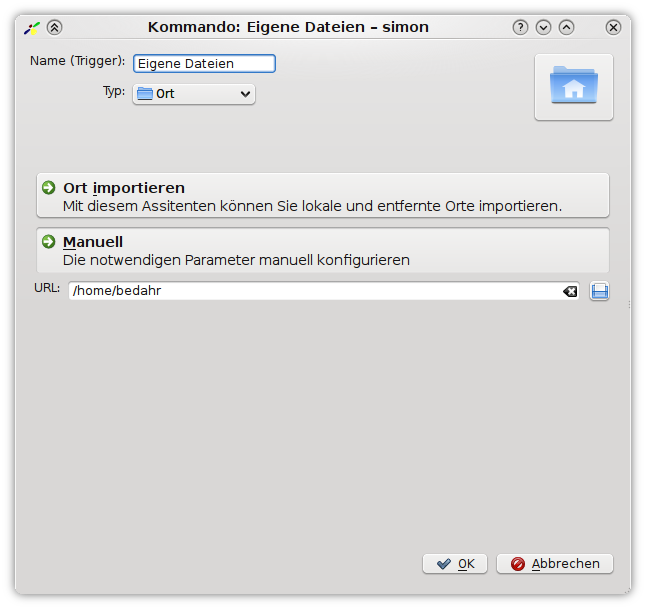 Kommando: Eigene Dateien – simon
Name (Trigger): Eigene Dateien
Typ: Ort
Ort importieren
Mit diesem Assitenten können Sie lokale und entfernte Orte importieren.
Manuell
Die notwendigen Parameter manuell konfigurieren
URL: /home/bedahr
OK Abbrechen